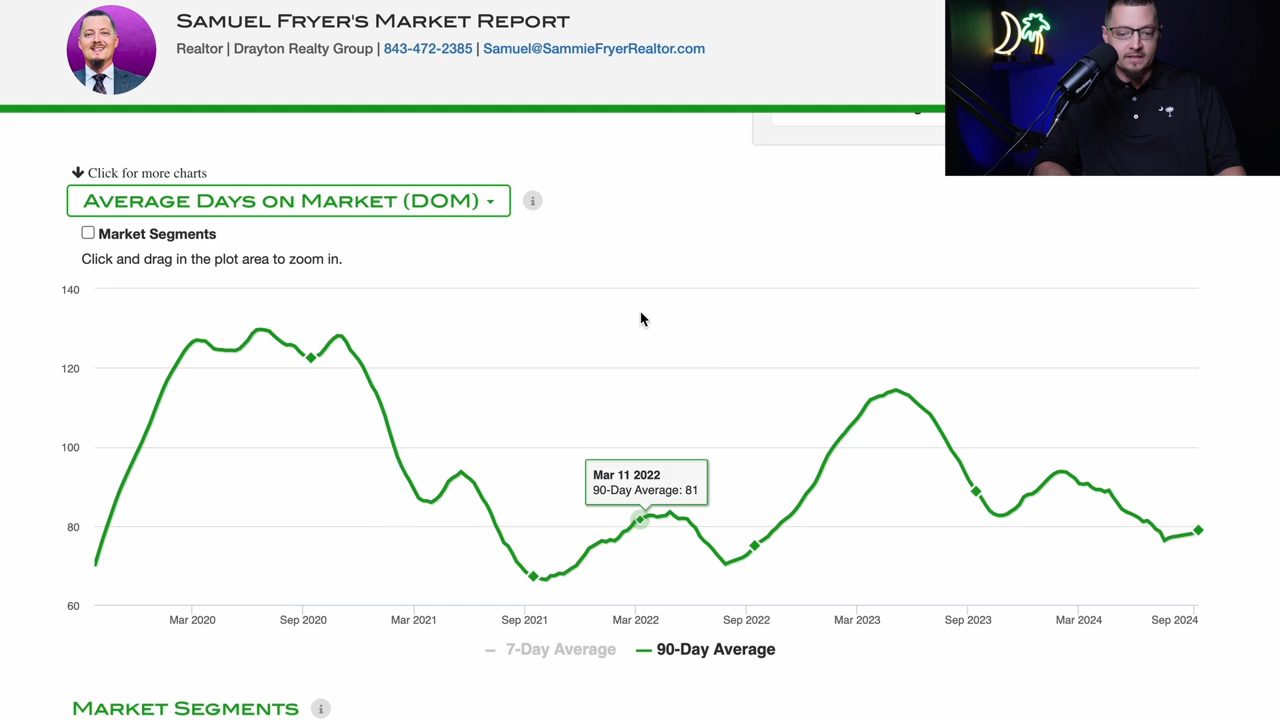 SAMUEL FRYER'S MARKET REPORT
Realtor | Drayton Realty Group | 843-472-2385 | Samuel@SammieFryerRealtor.com
Click for more charts
AVERAGE DAYS ON MARKET (DOM)
Market Segments
Click and drag in the plot area to zoom in.
140
120
100
80
60
Mar 11 2022
90-Day Average: 81
Mar 2020
Sep 2020
Mar 2021
Sep 2021
Mar 2022
Sep 2022
Mar 2023
Sep 2023
Mar 2024
Sep 2024
7-Day Average
90-Day Average
MARKET SEGMENTS